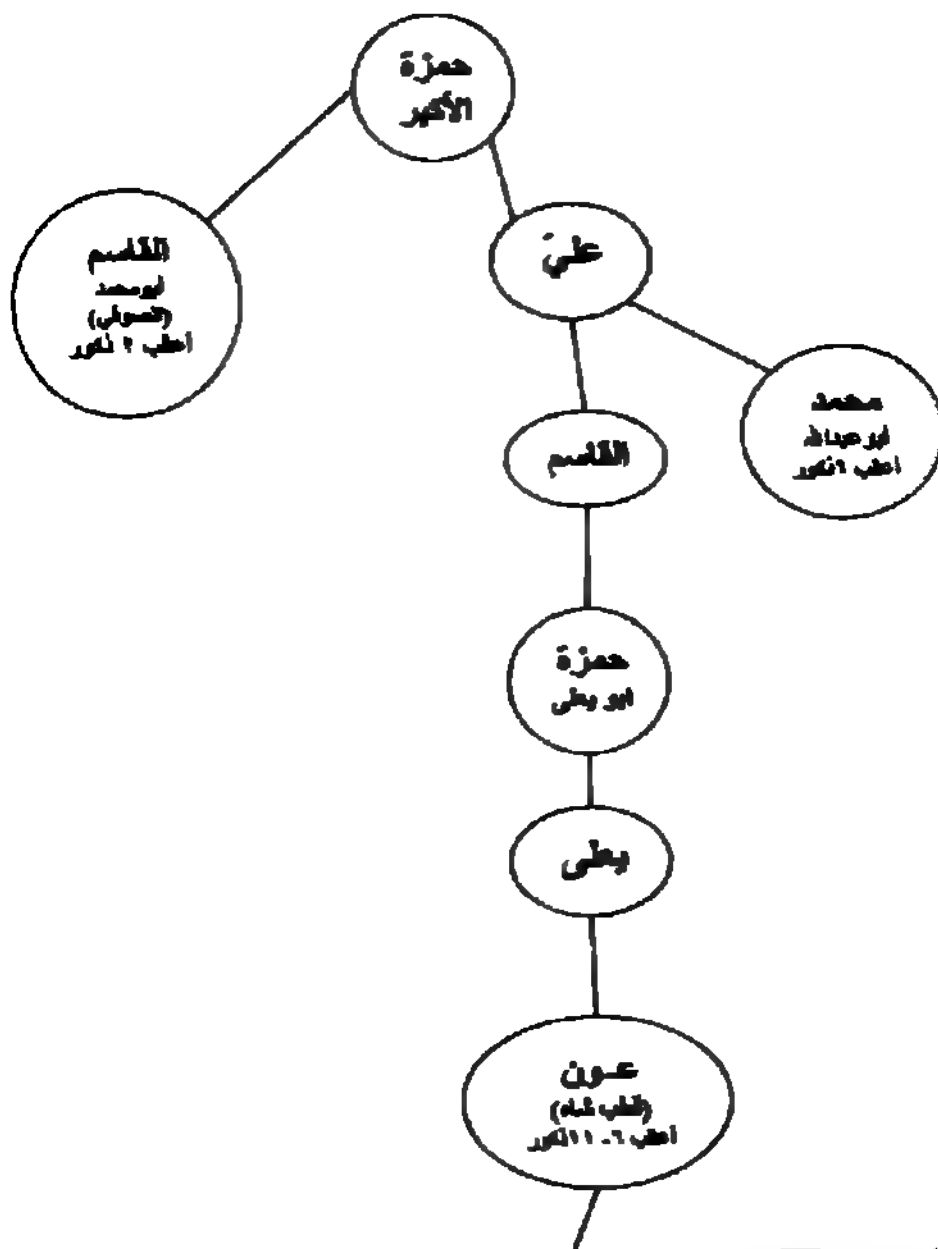 حمزة
الأكبر
عليّ
القاسم
أبو محمد
(الصوفي)
أعقب ٢ ذكور
محمد
أبو عبدالله
أعقب ٦ ذكور
القاسم
حمزة
أبو يعلى
يعلى
عـون
(قطب شاه)
أعقب ٦-١١ ذكور